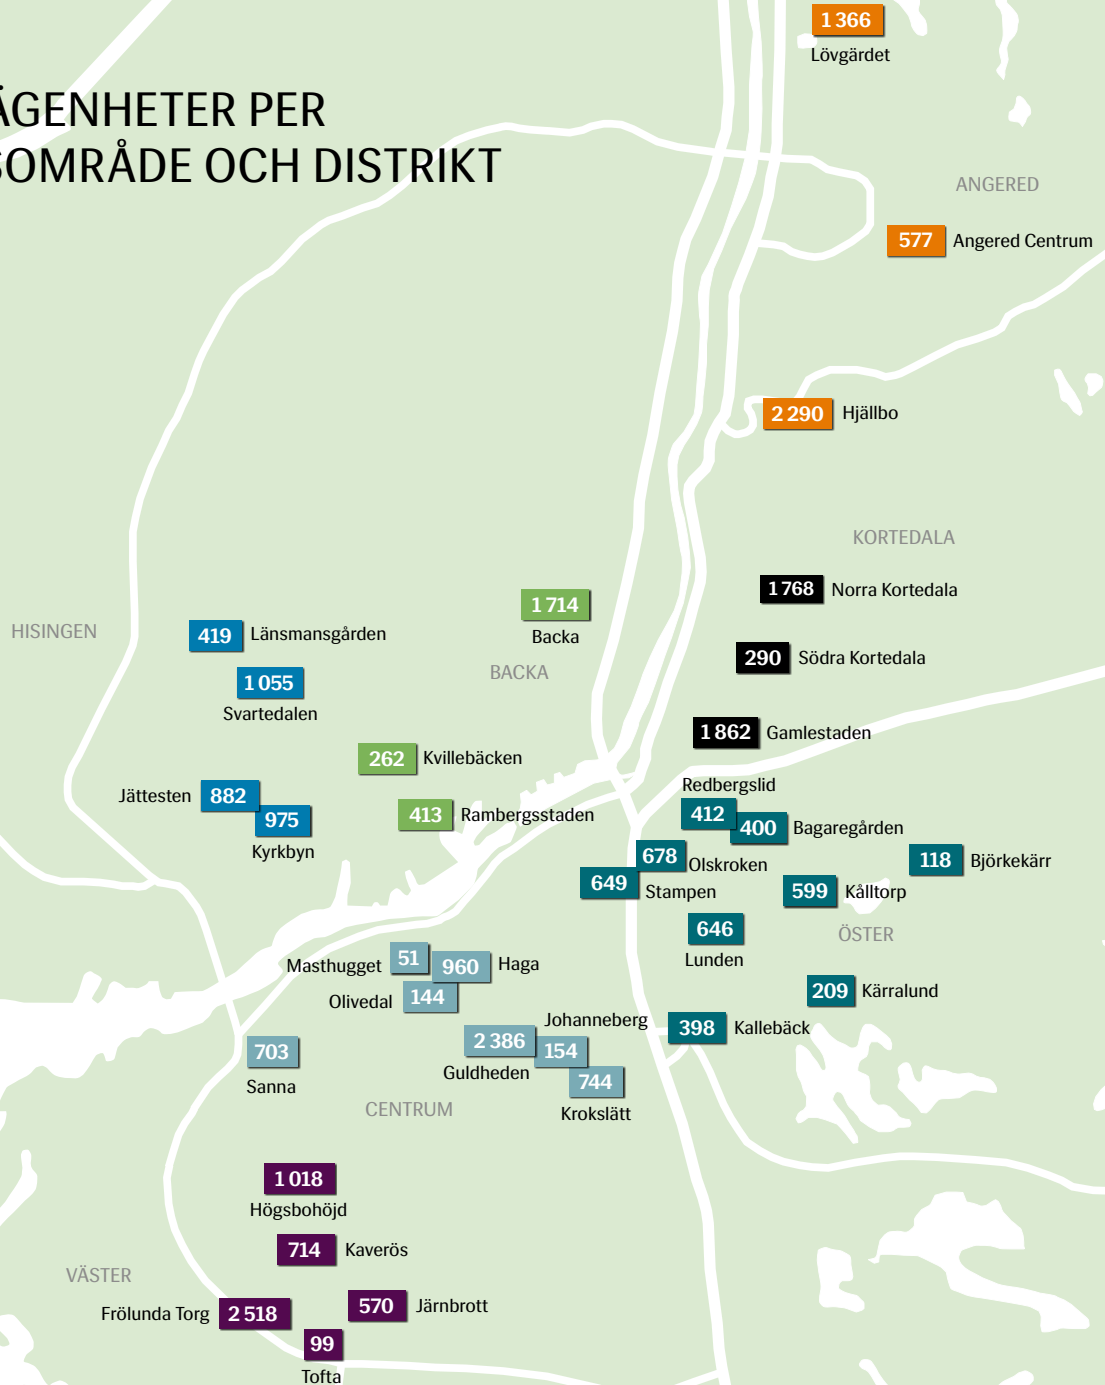 1 366
Lövgärdet
ÄGENHETER PER
SOMRÅDE OCH DISTRIKT
ANGERED
577 Angered Centrum
2 290 Hjällbo
KORTEDALA
1 768 Norra Kortedala
HISINGEN
419 Länsmansgården
1 714
Backa
BACKA
290 Södra Kortedala
1 055
Svartedalen
1 862 Gamlestaden
262 Kvillebäcken
Jättesten 882
975
Kyrkbyn
413 Rambergsstaden
Redbergslid
412
400 Bagaregården
678 Olskroken
649 Stampen
118 Björkekärr
599 Kålltorp
646
Lunden
ÖSTER
Masthugget 51
960 Haga
Olivedal 144
209 Kärralund
Johanneberg
2 386
Guldheden
154
744
Krokslätt
398 Kallebäck
703
Sanna
CENTRUM
1 018
Högsbohöjd
714 Kaverös
VÄSTER
Frölunda Torg 2 518
570 Järnbrott
99
Tofta